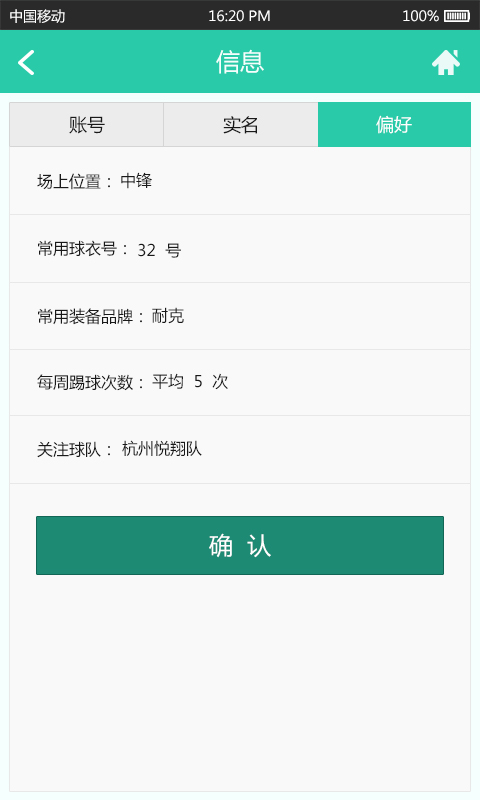 中国移动 16:20 PM 100%
信息
账号 实名 偏好
场上位置： 中锋
常用球衣号： 32 号
常用装备品牌： 耐克
每周踢球次数： 平均 5 次
关注球队： 杭州悦翔队
确 认